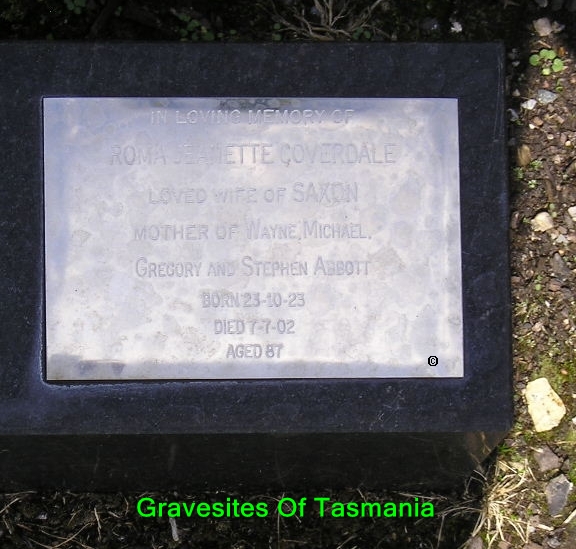 IN LOVING MEMORY OF
ROMA JEANETTE COVERDALE
LOVED WIFE OF SAXON
MOTHER OF WAYNE, MICHAEL,
GREGORY AND STEPHEN ABBOTT
BORN 23-10-23
DIED 7-7-02
AGED 87
©
Gravesites Of Tasmania